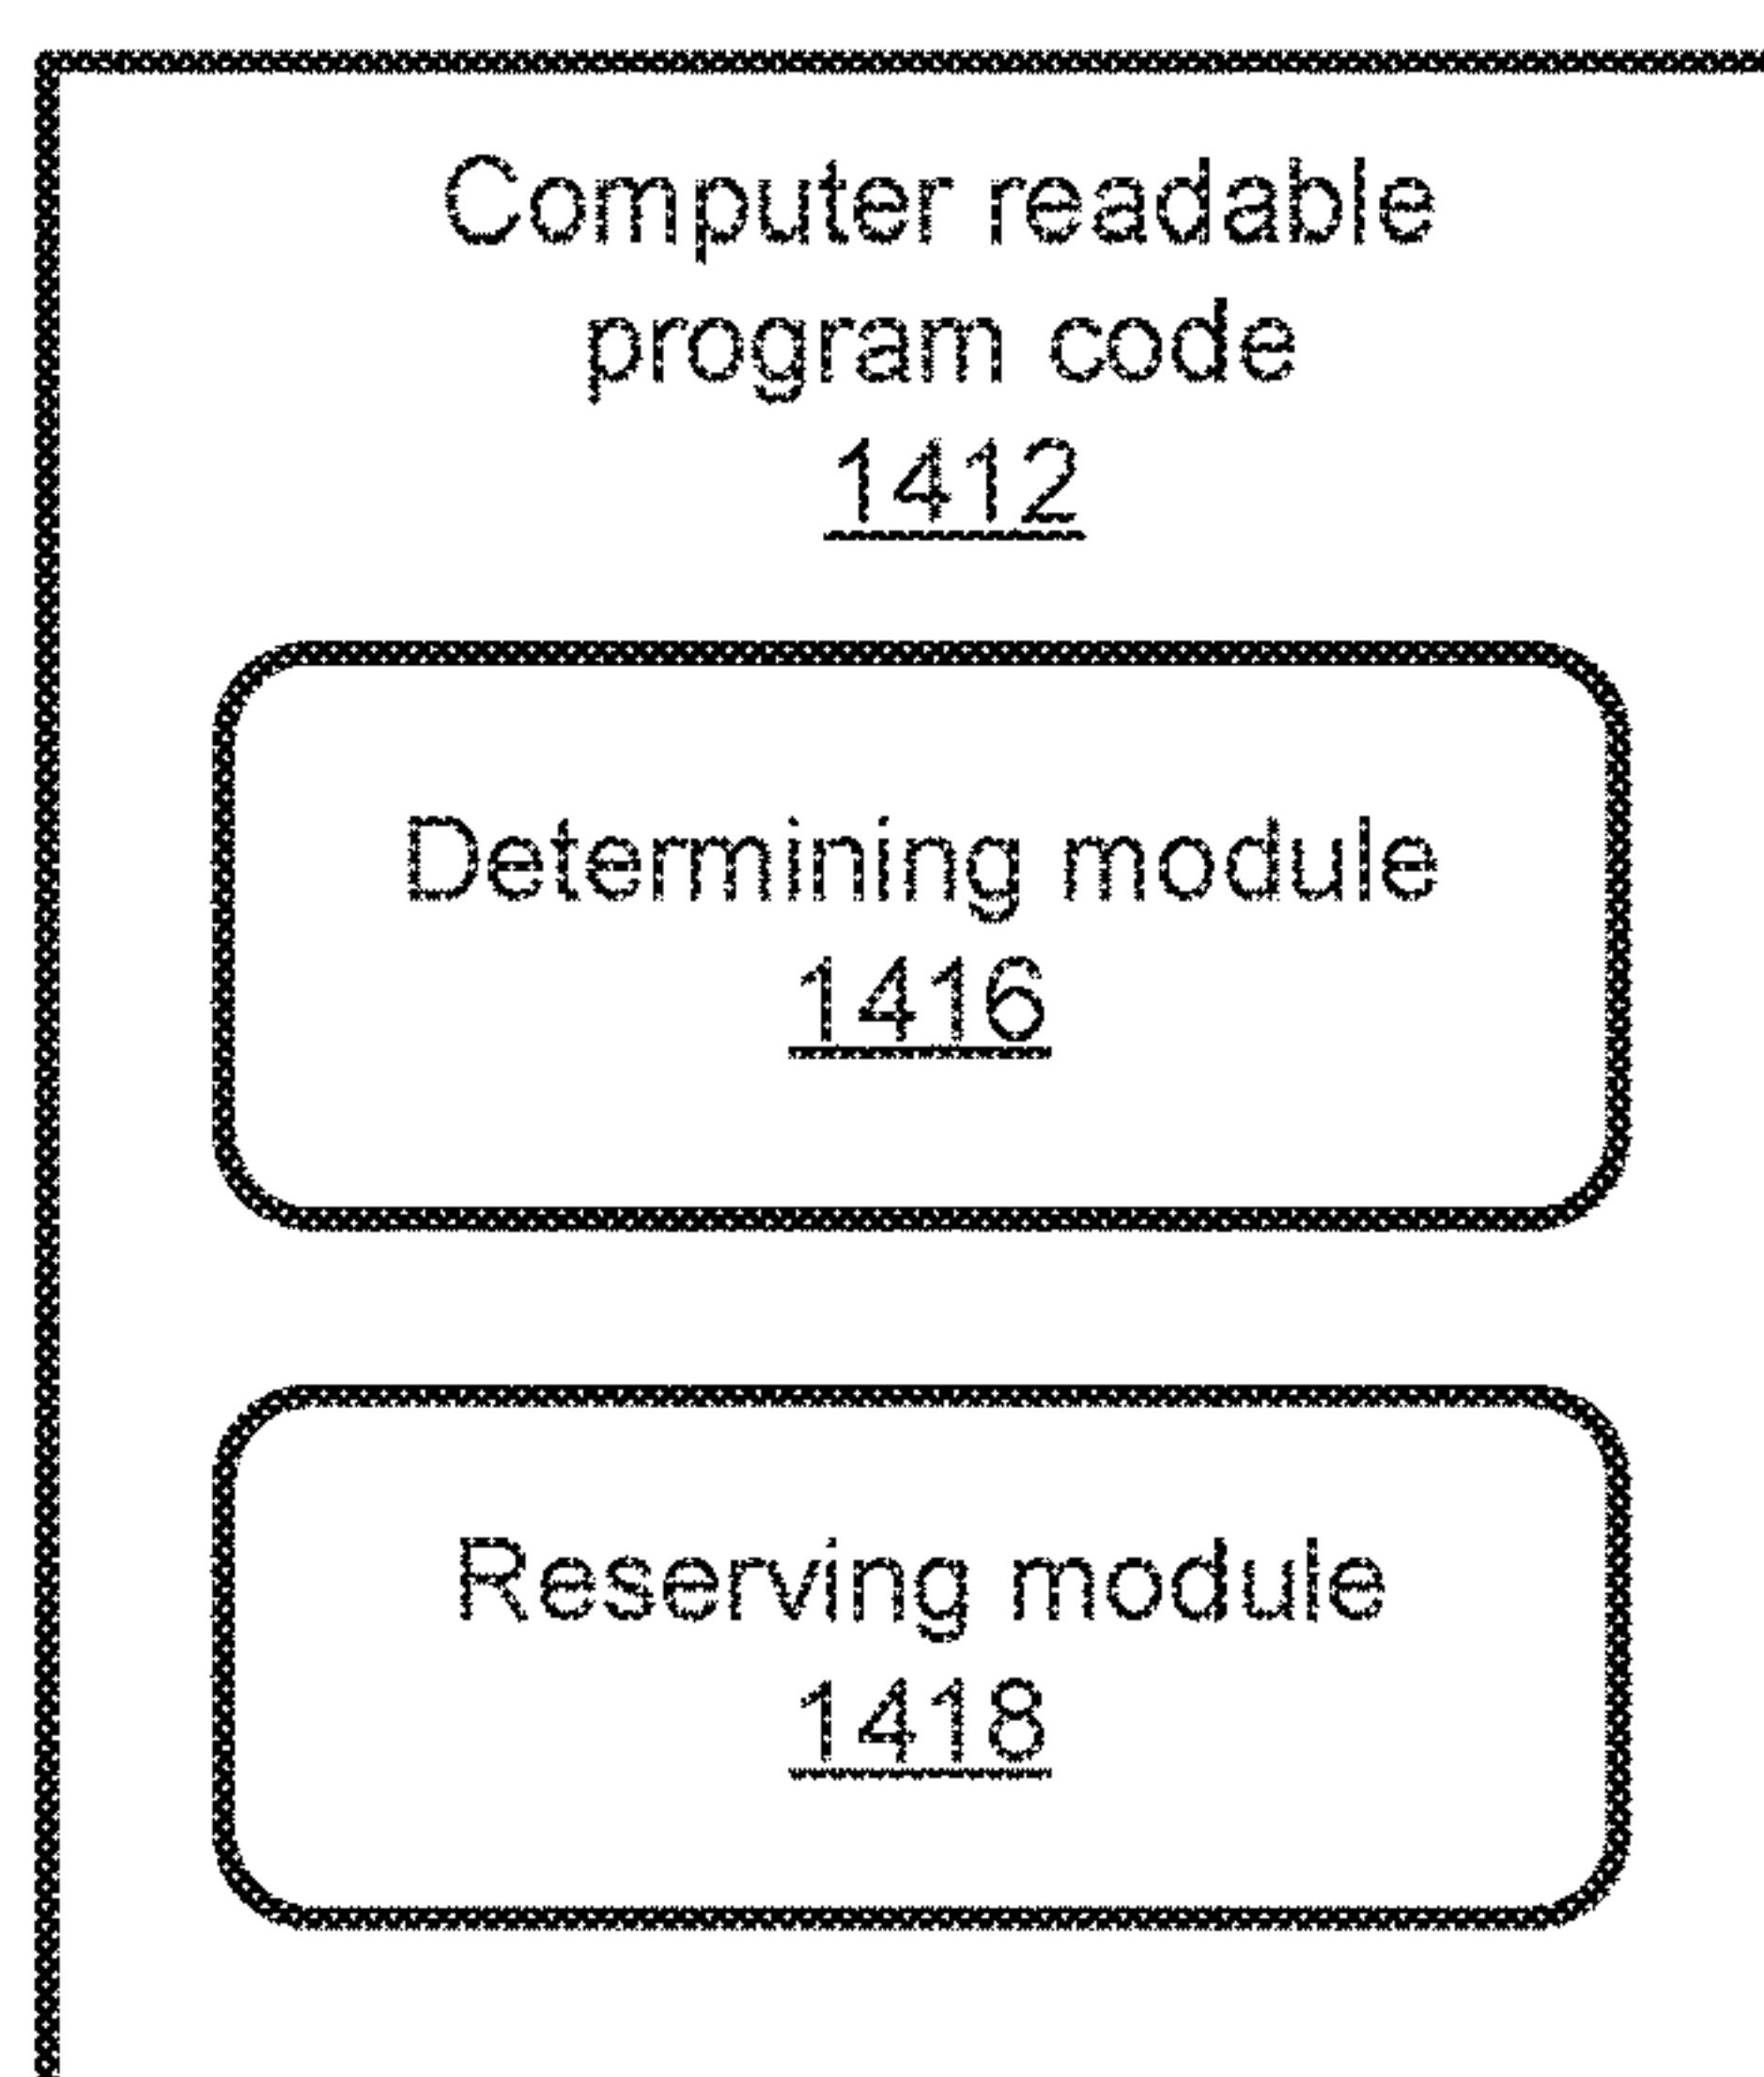 Computer readable
program code
1412
Determining module
1416
Reserving module
1418